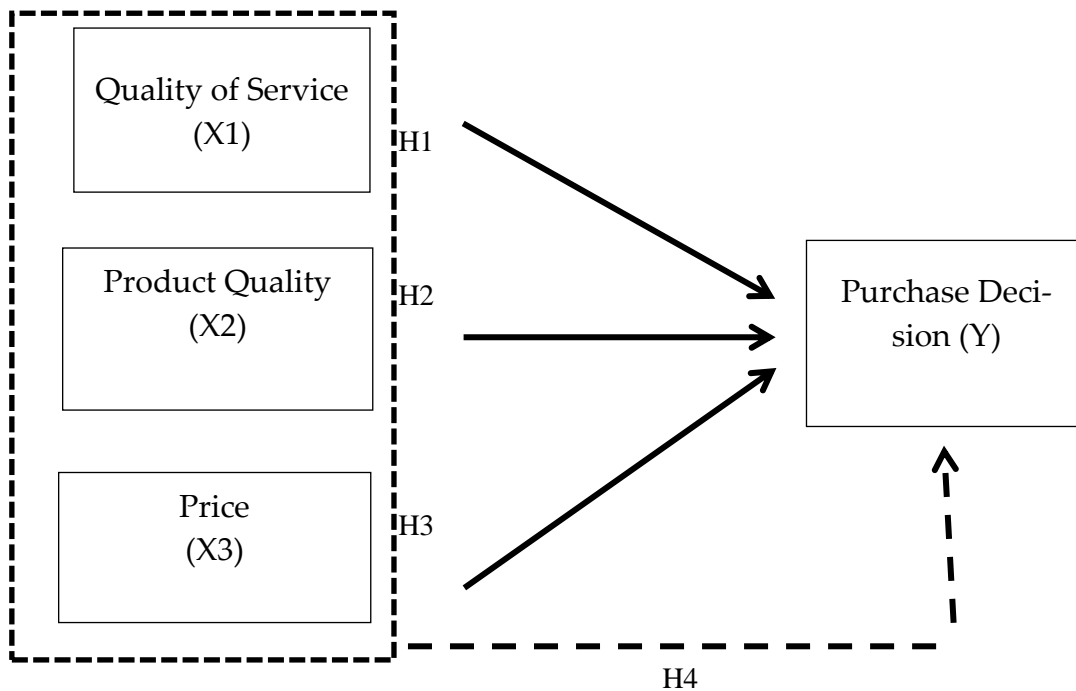 Quality of Service
(X1)
H1
Product Quality
(X2)
H2
Purchase Deci-
sion (Y)
Price
(X3)
H3
H4